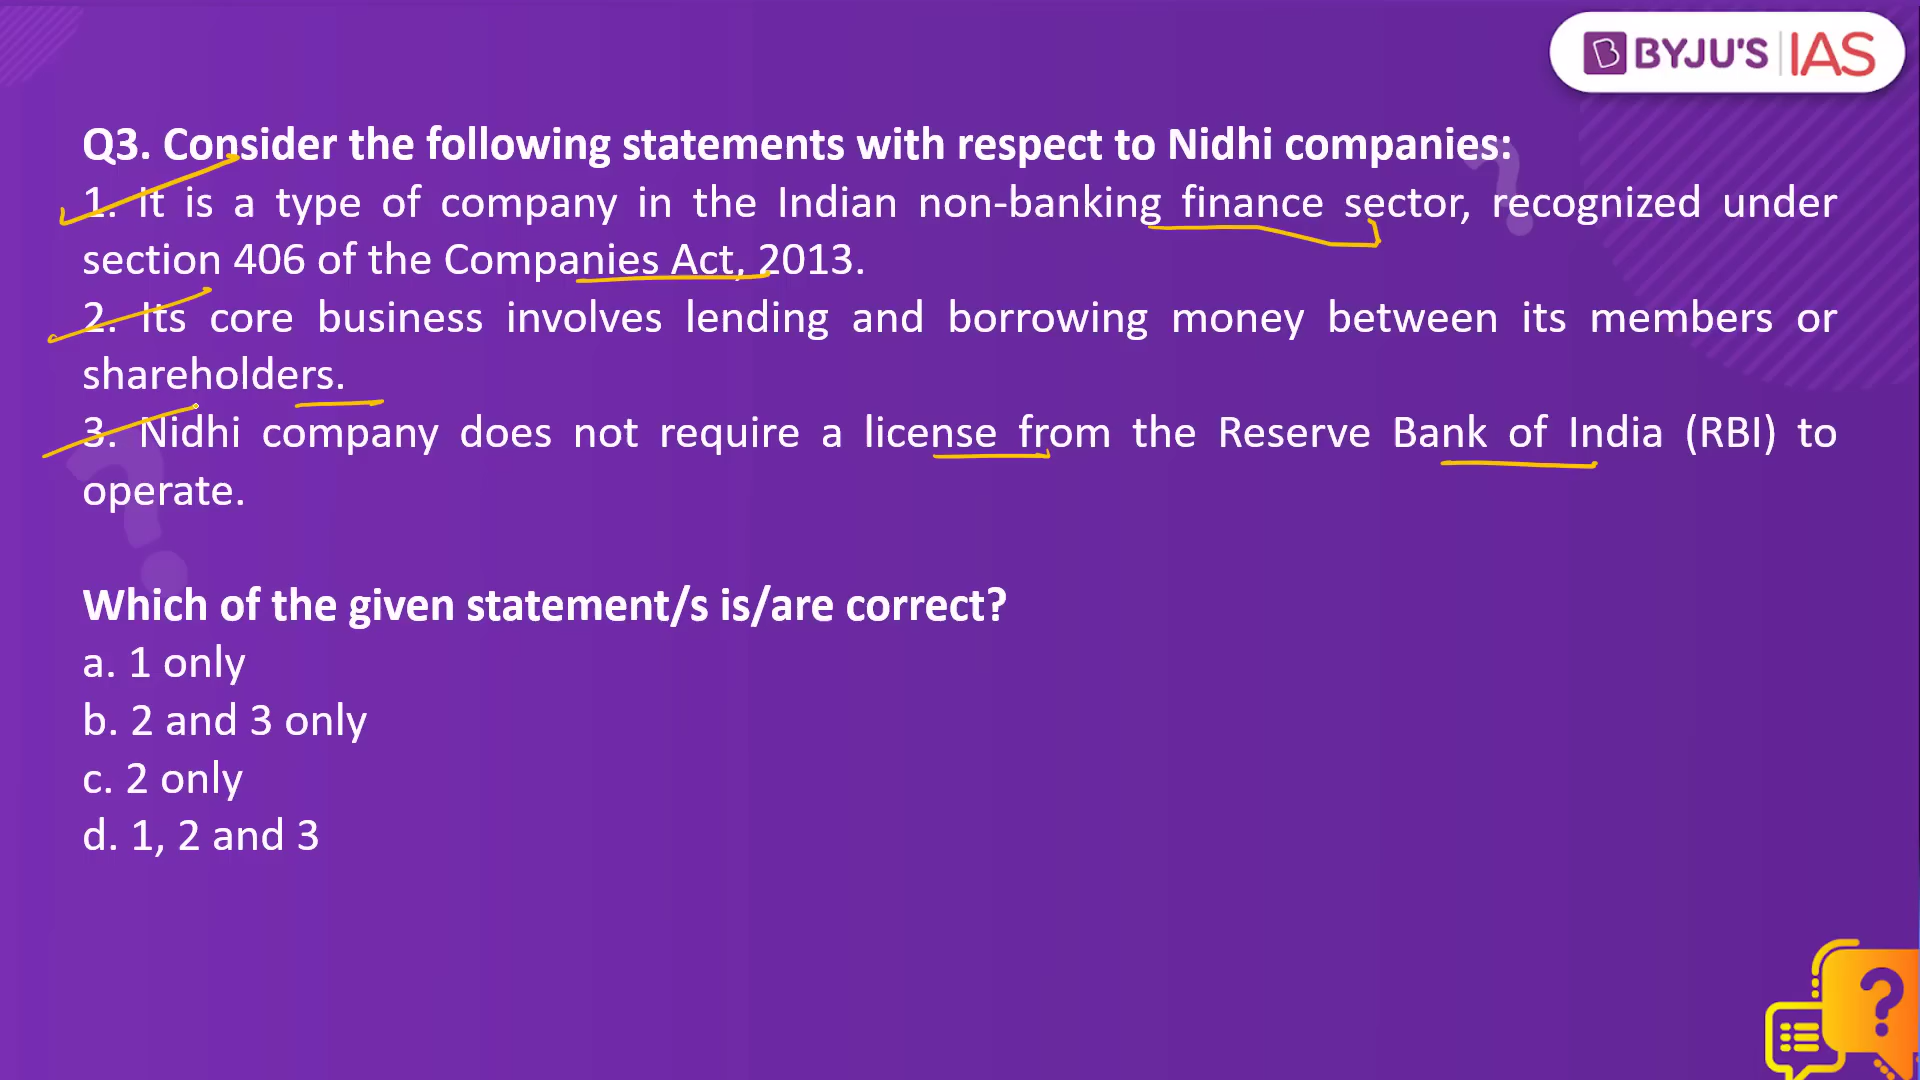 BYJU'S IAS
Q3. Consider the following statements with respect to Nidhi companies:
1. It is a type of company in the Indian non-banking finance sector, recognized under
section 406 of the Companies Act, 2013.
2. Its core business involves lending and borrowing money between its members or
shareholders.
3. Nidhi company does not require a license from the Reserve Bank of India (RBI) to
operate.
Which of the given statement/s is/are correct?
a. 1 only
b. 2 and 3 only
c. 2 only
d. 1, 2 and 3